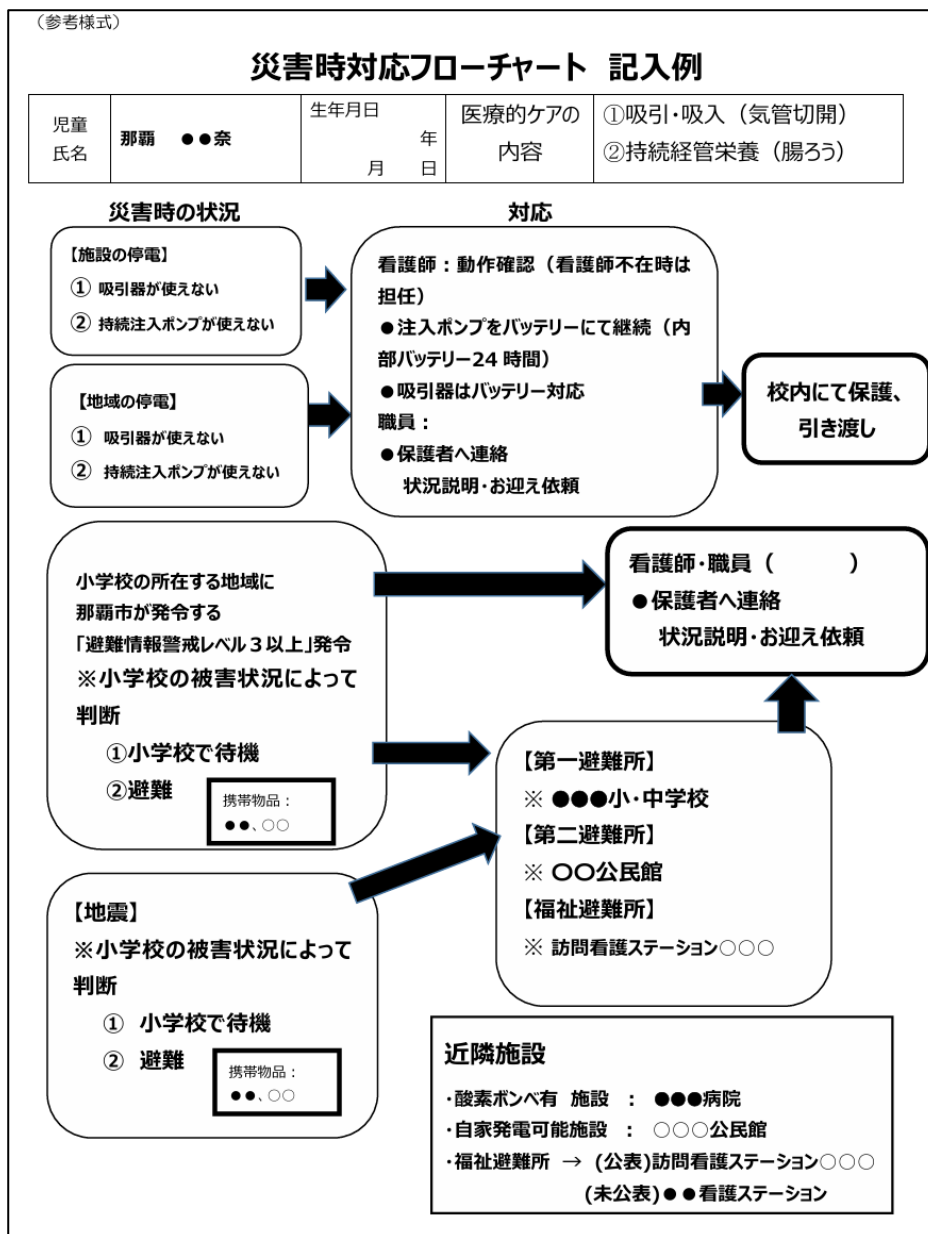 （参考様式）
災害時対応フローチャート 記入例
児童
氏名
那覇 ●●奈
生年月日
年
月 日
医療的ケアの
内容
①吸引・吸入（気管切開）
②持続経管栄養（腸ろう）
災害時の状況
対応
【施設の停電】
① 吸引器が使えない
② 持続注入ポンプが使えない
【地域の停電】
① 吸引器が使えない
② 持続注入ポンプが使えない
看護師：動作確認（看護師不在時は
担任）
●注入ポンプをバッテリーにて継続（内
部バッテリー24 時間）
●吸引器はバッテリー対応
職員：
●保護者へ連絡
状況説明・お迎え依頼
校内にて保護、
引き渡し
小学校の所在する地域に
那覇市が発令する
「避難情報警戒レベル３以上」発令
※小学校の被害状況によって
判断
①小学校で待機
②避難
携帯物品：
●●、○○
看護師・職員（ ）
●保護者へ連絡
状況説明・お迎え依頼
【第一避難所】
※ ●●●小・中学校
【第二避難所】
※ 〇〇公民館
【福祉避難所】
※ 訪問看護ステーション○○○
【地震】
※小学校の被害状況によって
判断
① 小学校で待機
② 避難
携帯物品：
●●、○○
近隣施設
・酸素ボンベ有 施設 ： ●●●病院
・自家発電可能施設 ： ○○○公民館
・福祉避難所 → (公表)訪問看護ステーション○○○
(未公表)●●看護ステーション